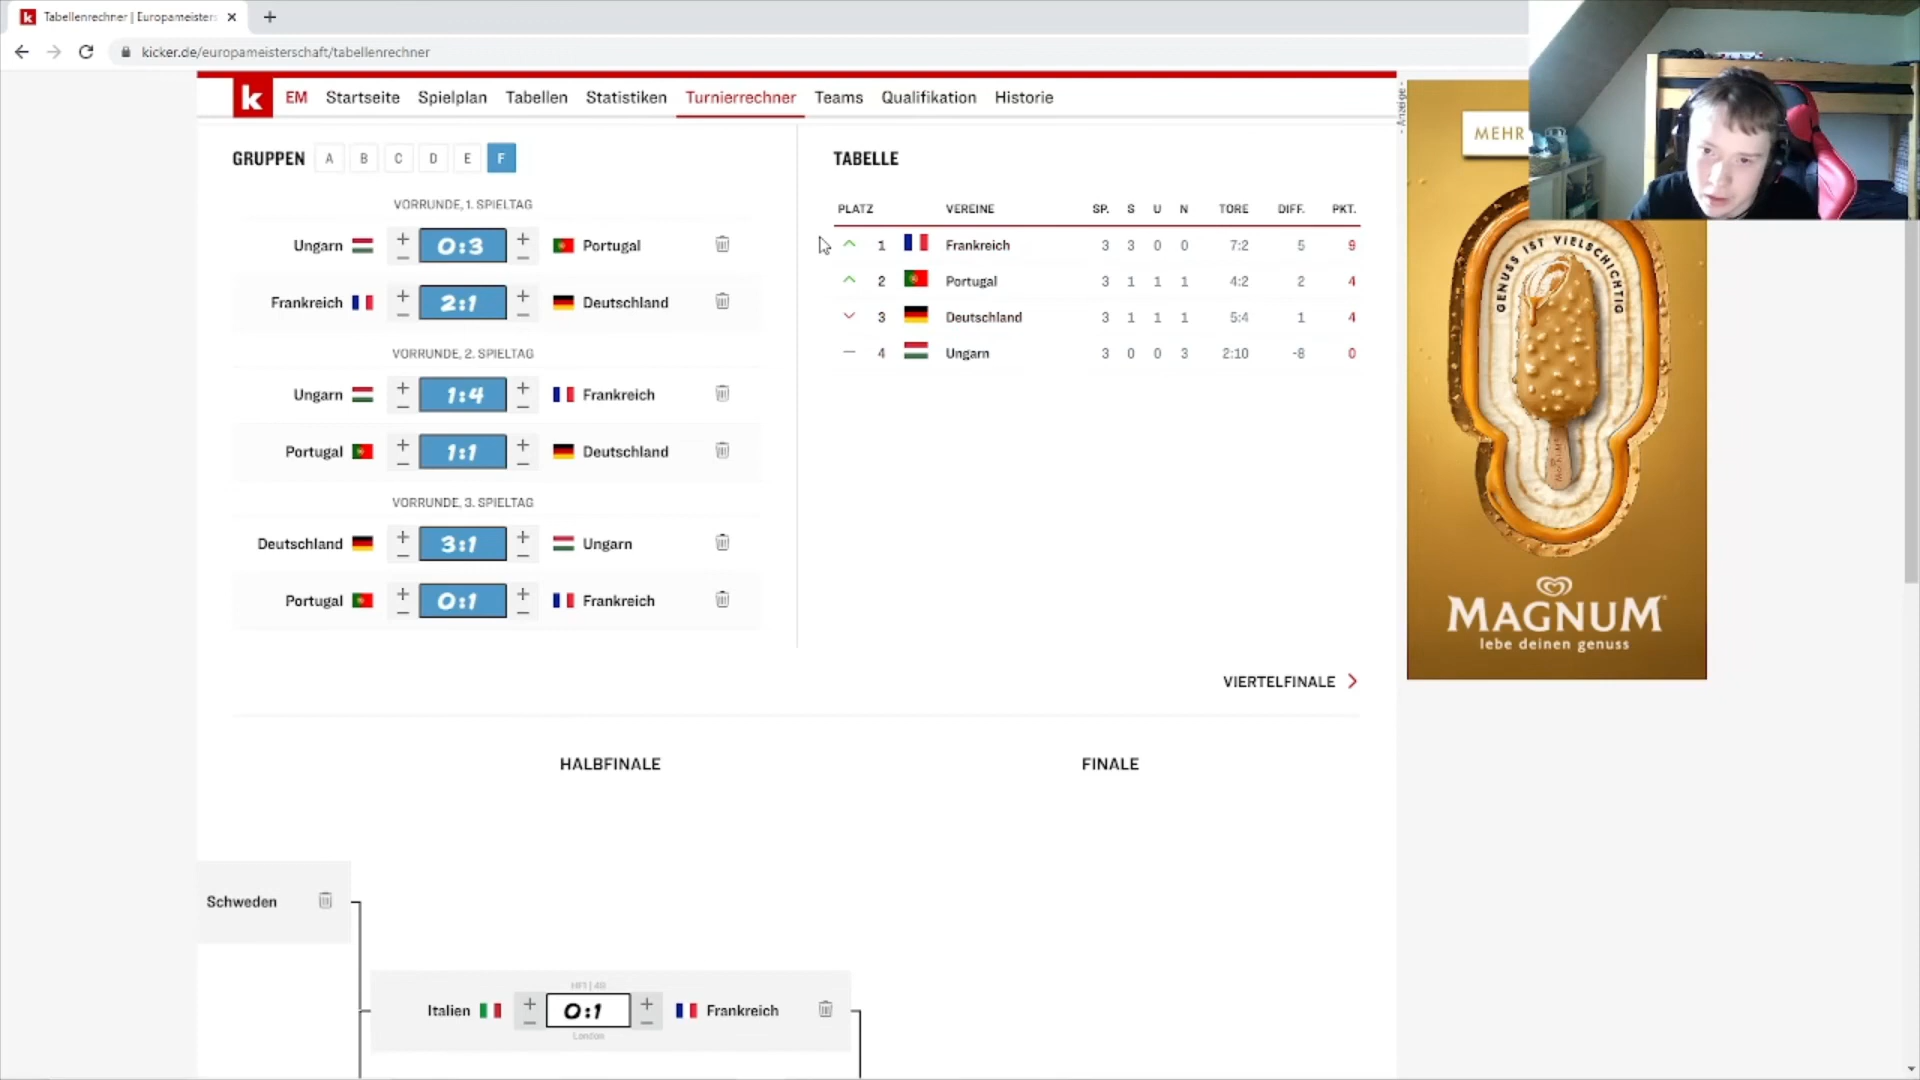 Tabellenrechner | Europameisters
kicker.de/europameisterschaft/tabellenrechner
k EM Startseite Spielplan Tabellen Statistiken Turnierrechner Teams Qualifikation Historie
GRUPPEN A B C D E F
VORRUNDE, 1. SPIELTAG
Ungarn + − 0:3 + − Portugal
Frankreich + − 2:1 + − Deutschland
VORRUNDE, 2. SPIELTAG
Ungarn + − 1:4 + − Frankreich
Portugal + − 1:1 + − Deutschland
VORRUNDE, 3. SPIELTAG
Deutschland + − 3:1 + − Ungarn
Portugal + − 0:1 + − Frankreich
TABELLE
PLATZ VEREINE SP. S U N TORE DIFF. PKT.
1 Frankreich 3 3 0 0 7:2 5 9
2 Portugal 3 1 1 1 4:2 2 4
3 Deutschland 3 1 1 1 5:4 1 4
4 Ungarn 3 0 0 3 2:10 -8 0
VIERTELFINALE
HALBFINALE FINALE
Schweden
HF1 | 49
Italien + − 0:1 + − Frankreich
London
- Anzeige -
MEHR
GENUSS IST VIELSCHICHTIG
MAGNUM
lebe deinen genuss